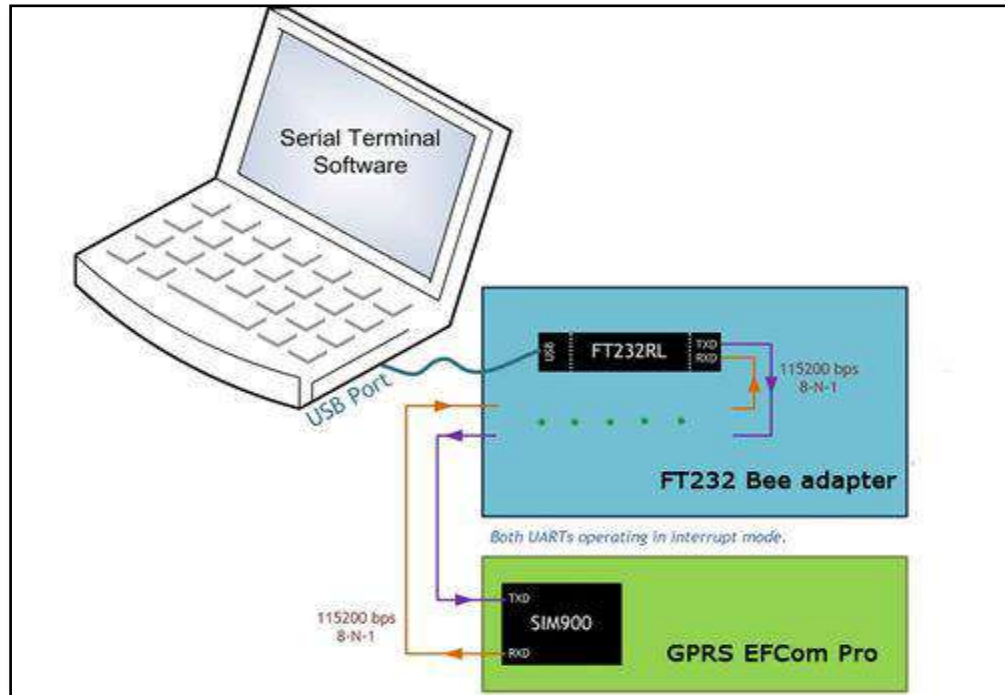 Serial Terminal
Software
USB Port
USB
FT232RL
TXD
RXD
115200 bps
8-N-1
FT232 Bee adapter
Both UARTs operating in interrupt mode.
115200 bps
8-N-1
TXD
SIM900
RXD
GPRS EFCom Pro